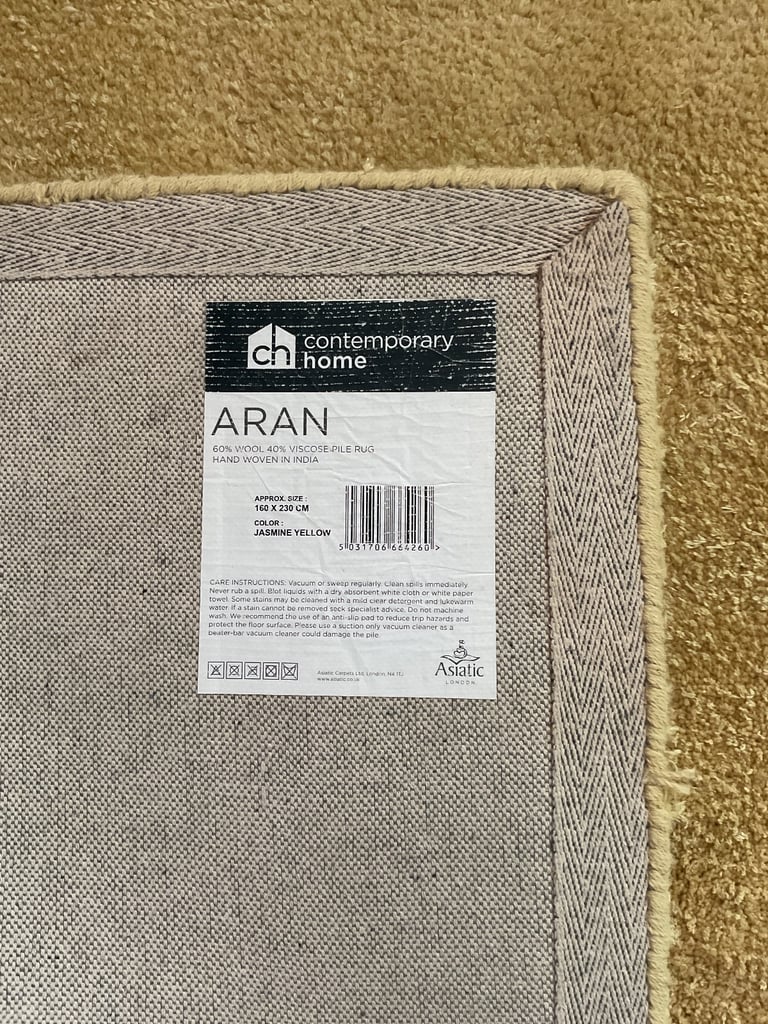 ch contemporary
home
ARAN
60% WOOL 40% VISCOSE PILE RUG
HAND WOVEN IN INDIA
APPROX. SIZE :
160 X 230 CM
COLOR :
JASMINE YELLOW
5 031706 664260 >
CARE INSTRUCTIONS: Vacuum or sweep regularly. Clean spills immediately.
Never rub a spill. Blot liquids with a dry absorbent white cloth or white paper
towel. Some stains may be cleaned with a mild clear detergent and lukewarm
water. If a stain cannot be removed seek specialist advice. Do not machine
wash. We recommend the use of an anti-slip pad to reduce trip hazards and
protect the floor surface. Please use a suction only vacuum cleaner as a
beater-bar vacuum cleaner could damage the pile.
Asiatic Carpets Ltd. London, N4 1TJ
www.asiatic.co.uk
Asiatic
LONDON